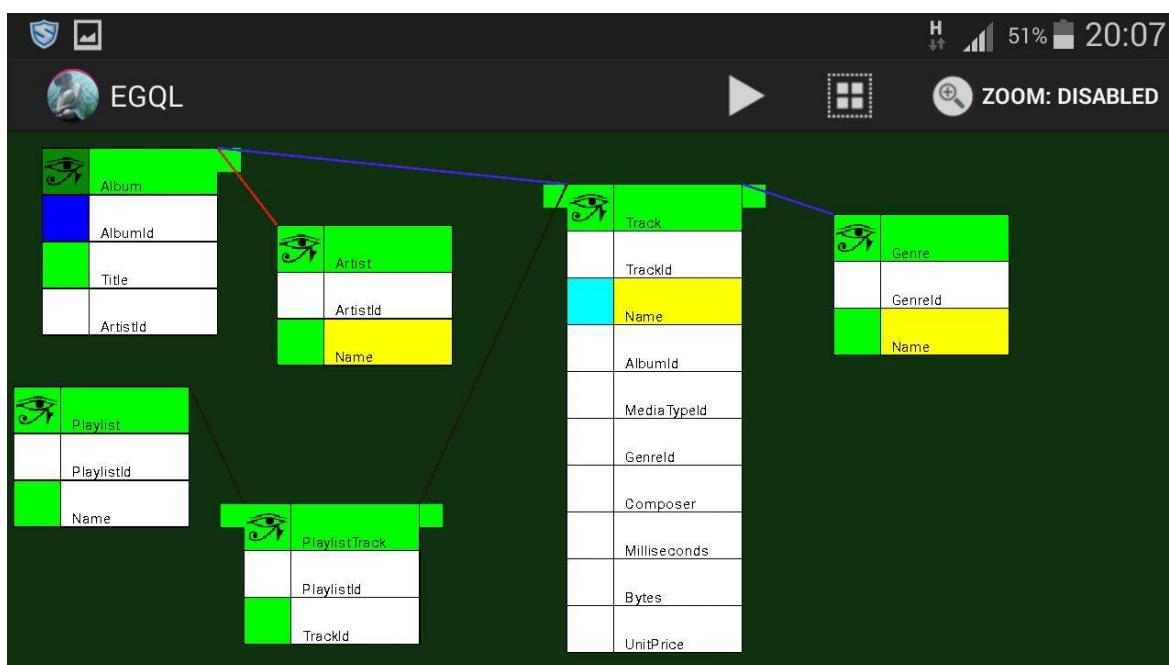 H 51% 20:07
EGQL ZOOM: DISABLED
Album
AlbumId
Title
ArtistId
Artist
ArtistId
Name
Playlist
PlaylistId
Name
PlaylistTrack
PlaylistId
TrackId
Track
TrackId
Name
AlbumId
MediaTypeId
GenreId
Composer
Milliseconds
Bytes
UnitPrice
Genre
GenreId
Name